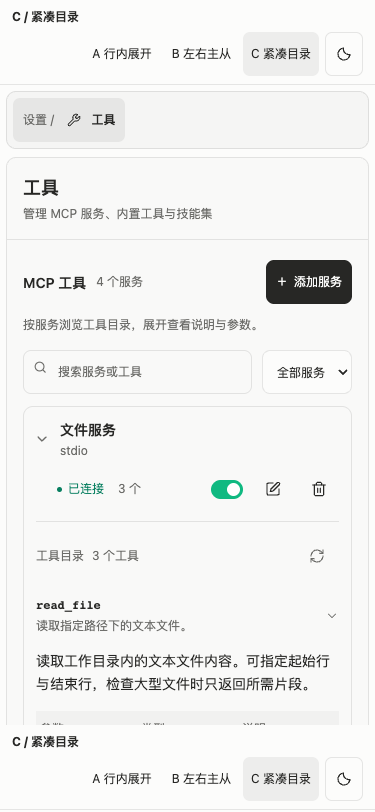 C / 紧凑目录
A 行内展开 B 左右主从 C 紧凑目录
设置 / 工具
工具
管理 MCP 服务、内置工具与技能集
MCP 工具 4 个服务 + 添加服务
按服务浏览工具目录，展开查看说明与参数。
搜索服务或工具 全部服务
文件服务
stdio
已连接 3 个
工具目录 3 个工具
read_file
读取指定路径下的文本文件。
读取工作目录内的文本文件内容。可指定起始行
与结束行，检查大型文件时只返回所需片段。
C / 紧凑目录
A 行内展开 B 左右主从 C 紧凑目录